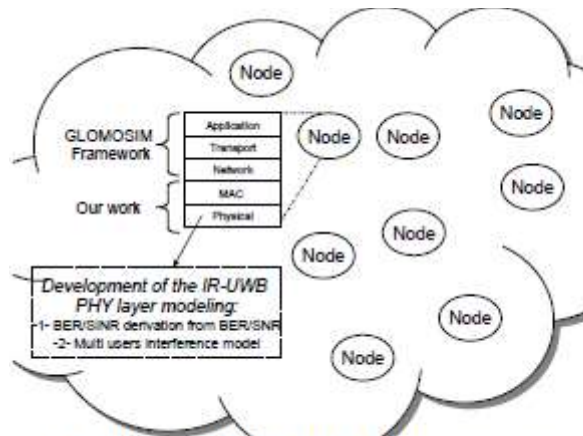 Node
Application
GLOMOSIM
Framework
Transport
Node
Node
Node
Network
MAC
Node
Our work
Physical
Node
Node
Development of the IR-UWB
PHY layer modeling:
-1- BER/SINR derivation from BER/SNR
-2- Multi users interference model
Node
Node